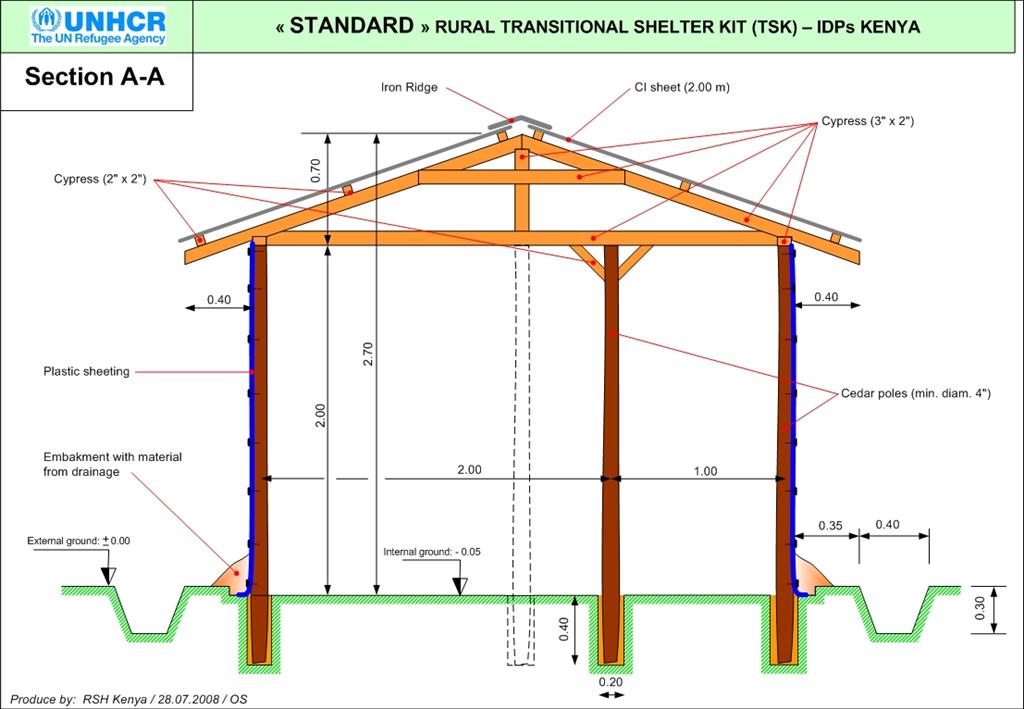 UNHCR
The UN Refugee Agency
« STANDARD » RURAL TRANSITIONAL SHELTER KIT (TSK) – IDPs KENYA
Section A-A
Iron Ridge
CI sheet (2.00 m)
Cypress (3" x 2")
Cypress (2" x 2")
0.70
0.40
0.40
2.70
2.00
Plastic sheeting
Cedar poles (min. diam. 4")
Embakment with material
from drainage
2.00
1.00
0.35
0.40
External ground: ± 0.00
Internal ground: - 0.05
0.40
0.30
0.20
Produce by: RSH Kenya / 28.07.2008 / OS